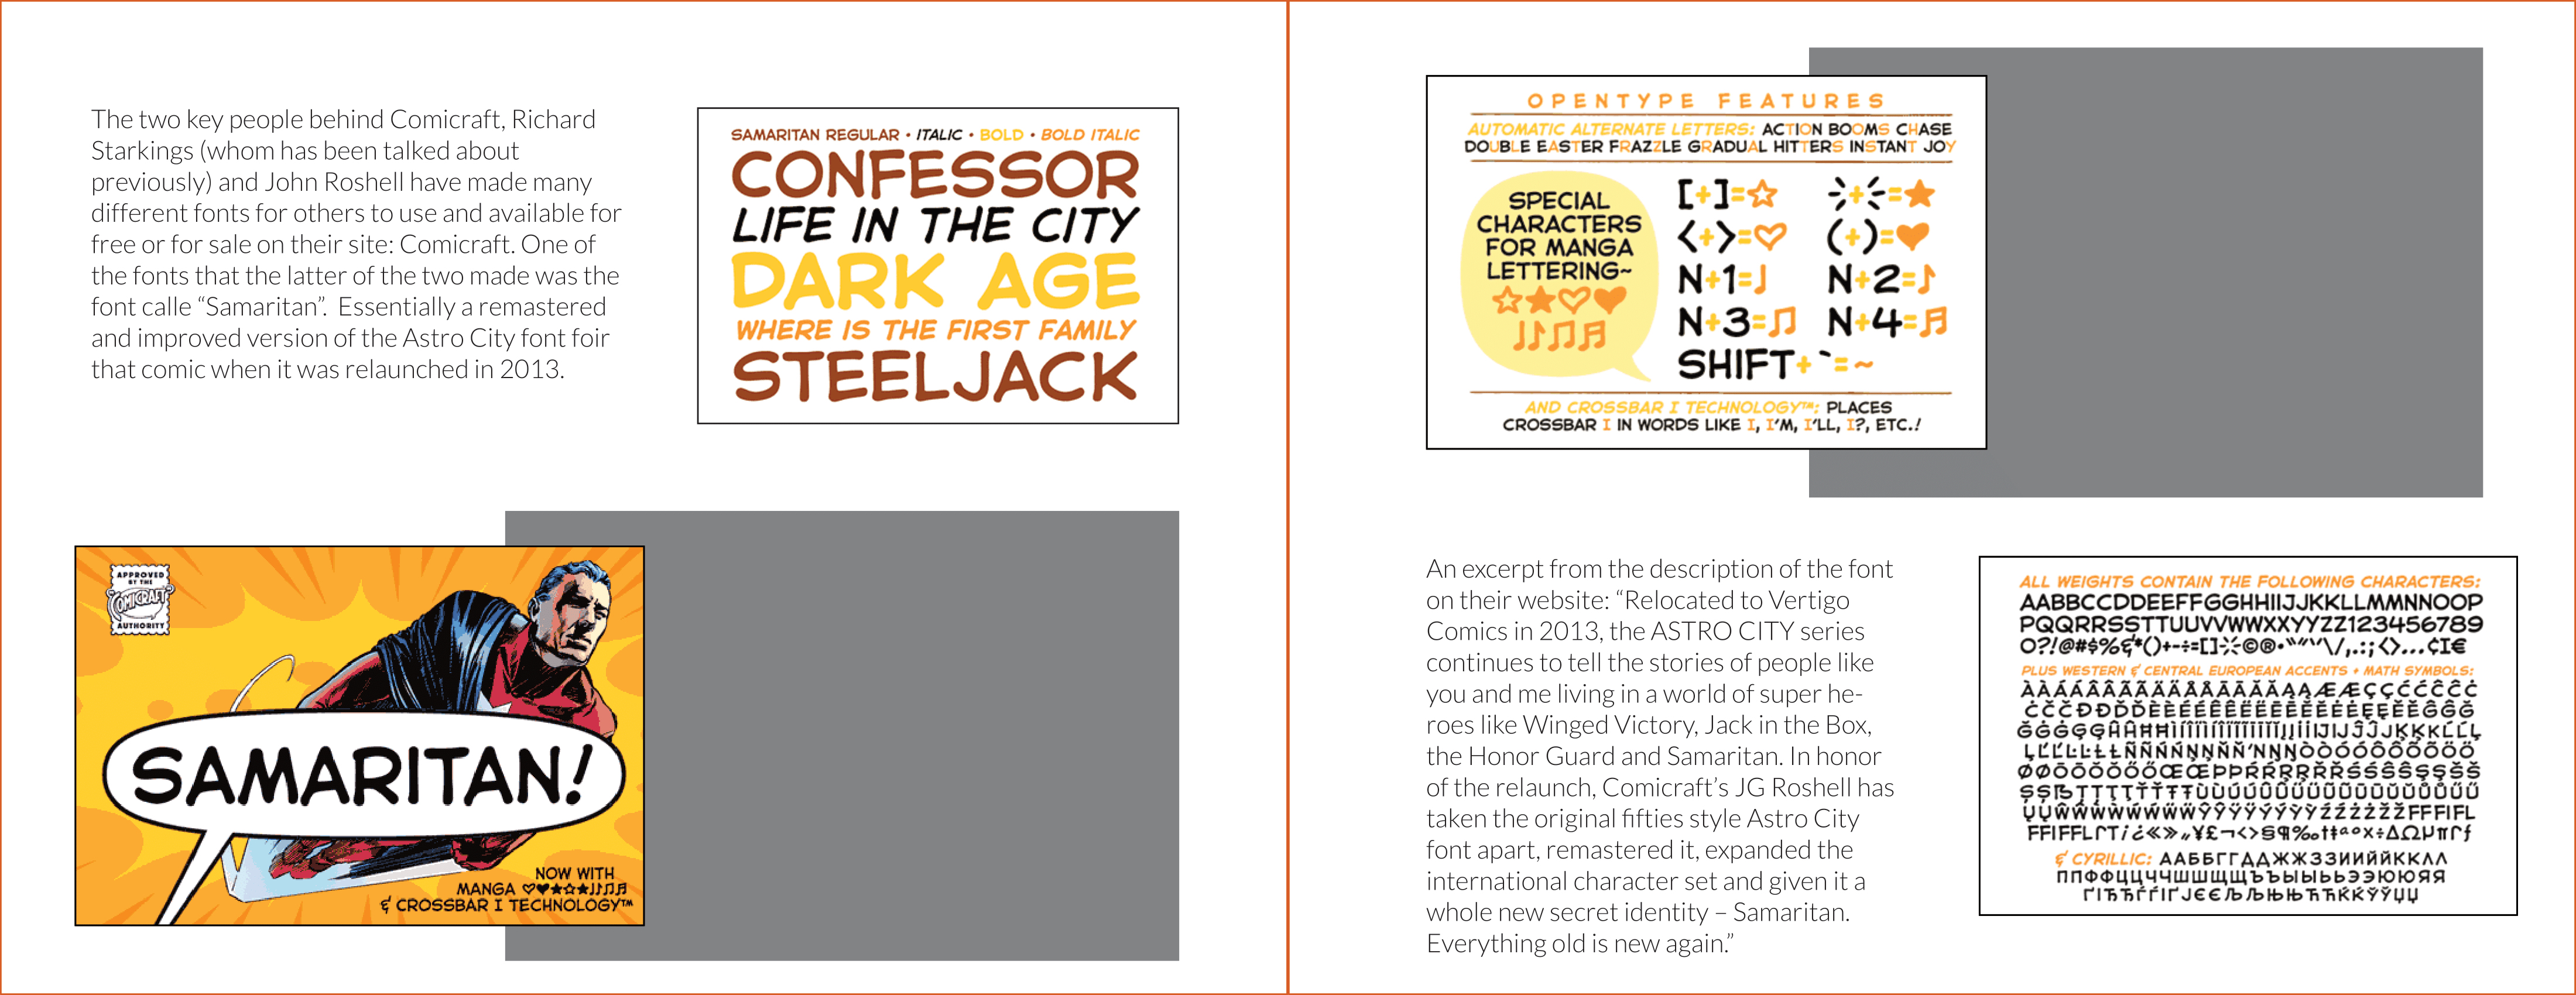 The two key people behind Comicraft, Richard
Starkings (whom has been talked about
previously) and John Roshell have made many
different fonts for others to use and available for
free or for sale on their site: Comicraft. One of
the fonts that the latter of the two made was the
font calle “Samaritan”.  Essentially a remastered
and improved version of the Astro City font foir
that comic when it was relaunched in 2013.
SAMARITAN REGULAR • ITALIC • BOLD • BOLD ITALIC
CONFESSOR
LIFE IN THE CITY
DARK AGE
WHERE IS THE FIRST FAMILY
STEELJACK
APPROVED
BY THE
COMICRAFT
AUTHORITY
SAMARITAN!
NOW WITH
MANGA ♡♥★☆★♩♪♫♬
& CROSSBAR I TECHNOLOGY™
OPENTYPE FEATURES
AUTOMATIC ALTERNATE LETTERS: ACTION BOOMS CHASE
DOUBLE EASTER FRAZZLE GRADUAL HITTERS INSTANT JOY
SPECIAL
CHARACTERS
FOR MANGA
LETTERING~
☆★♡♥
♩♪♫♬
[+]=☆
<+>=♡ (+)=♥
N+1=♩ N+2=♪
N+3=♫ N+4=♬
SHIFT+`=~
AND CROSSBAR I TECHNOLOGY™: PLACES
CROSSBAR I IN WORDS LIKE I, I'M, I'LL, I?, ETC.!
An excerpt from the description of the font
on their website: “Relocated to Vertigo
Comics in 2013, the ASTRO CITY series
continues to tell the stories of people like
you and me living in a world of super he-
roes like Winged Victory, Jack in the Box,
the Honor Guard and Samaritan. In honor
of the relaunch, Comicraft’s JG Roshell has
taken the original fifties style Astro City
font apart, remastered it, expanded the
international character set and given it a
whole new secret identity – Samaritan.
Everything old is new again.”
ALL WEIGHTS CONTAIN THE FOLLOWING CHARACTERS:
AABBCCDDEEFFGGHHIIJJKKLLMMNNOOP
PQQRRSSTTUUVVWWXXYYZZ123456789
PLUS WESTERN & CENTRAL EUROPEAN ACCENTS + MATH SYMBOLS:
& CYRILLIC: ААББГГДДЖЖЗЗИИЙЙККЛЛ
ППФФЦЦЧЧШШЩЩЪЪЫЫЬЬЭЭЮЮЯЯ